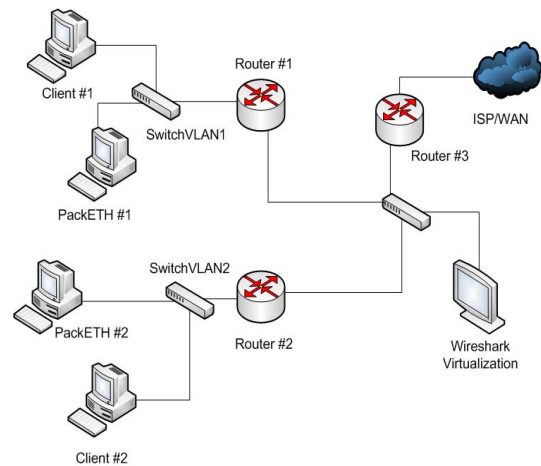 Client #1
Router #1
ISP/WAN
SwitchVLAN1
Router #3
PackETH #1
SwitchVLAN2
PackETH #2
Router #2
Wireshark
Virtualization
Client #2